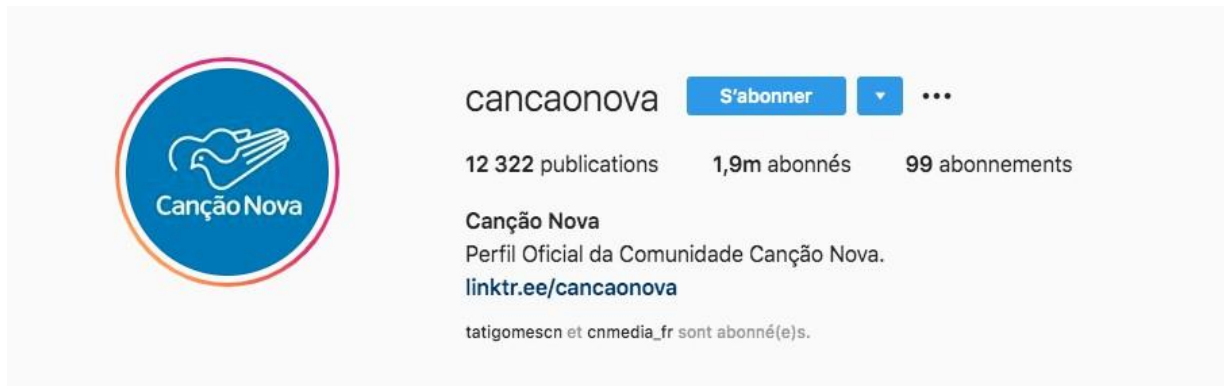 Canção Nova
cancaonova S'abonner
12 322 publications 1,9m abonnés 99 abonnements
Canção Nova
Perfil Oficial da Comunidade Canção Nova.
linktr.ee/cancaonova
tatigomescn et cnmedia_fr sont abonné(e)s.